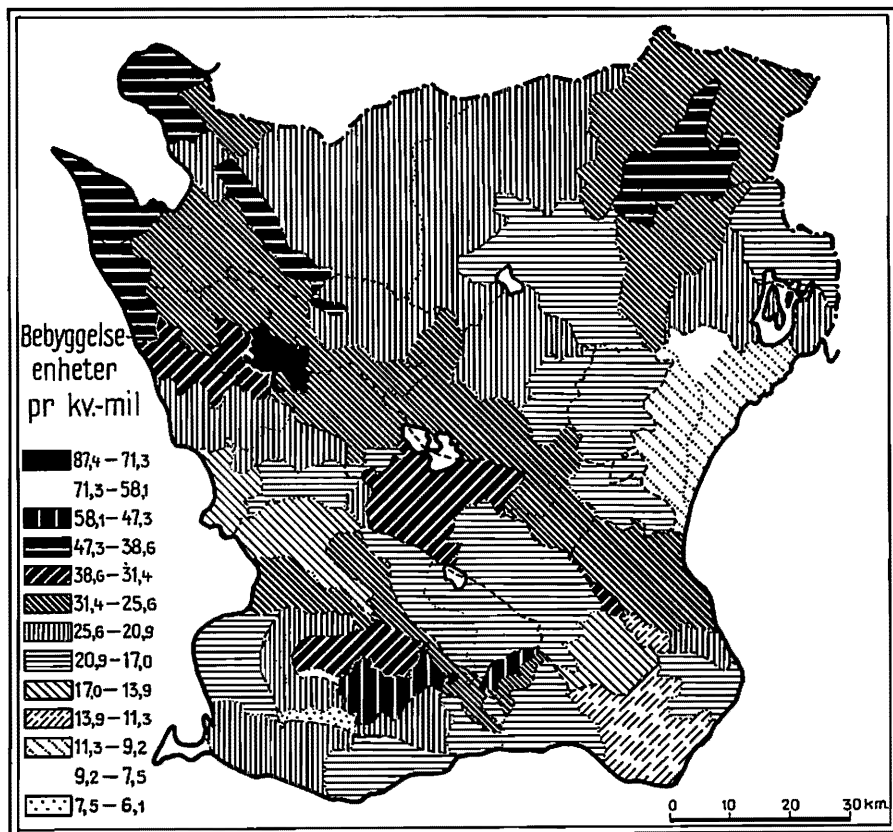 Bebyggelse-
enheter
pr kv.-mil
87,4 – 71,3
71,3 – 58,1
58,1 – 47,3
47,3 – 38,6
38,6 – 31,4
31,4 – 25,6
25,6 – 20,9
20,9 – 17,0
17,0 – 13,9
13,9 – 11,3
11,3 – 9,2
9,2 – 7,5
7,5 – 6,1
0 10 20 30 km.